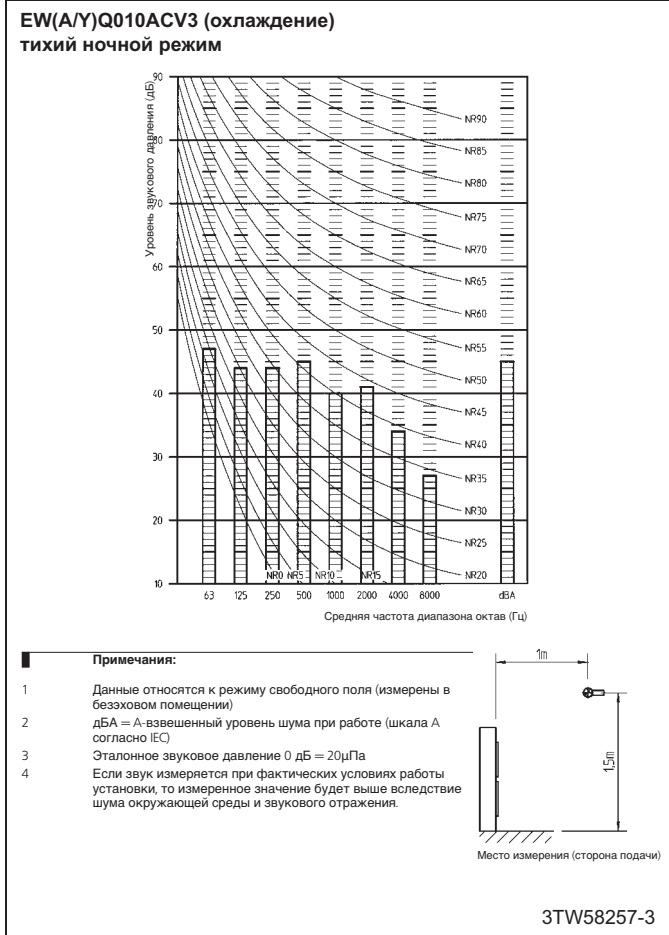 EW(A/Y)Q010ACV3 (охлаждение)
тихий ночной режим
Уровень звукового давления (дБ)
90
80
70
60
50
40
30
20
10
NR90
NR85
NR80
NR75
NR70
NR65
NR60
NR55
NR50
NR45
NR40
NR35
NR30
NR25
NR20
NR0 NR5 NR10 NR15
63 125 250 500 1000 2000 4000 8000 dBA
Средняя частота диапазона октав (Гц)
Примечания:
1 Данные относятся к режиму свободного поля (измерены в
безэховом помещении)
2 дБА = А-взвешенный уровень шума при работе (шкала А
согласно IEC)
3 Эталонное звуковое давление 0 дБ = 20µПа
4 Если звук измеряется при фактических условиях работы
установки, то измеренное значение будет выше вследствие
шума окружающей среды и звукового отражения.
1m
1,5m
Место измерения (сторона подачи)
3TW58257-3